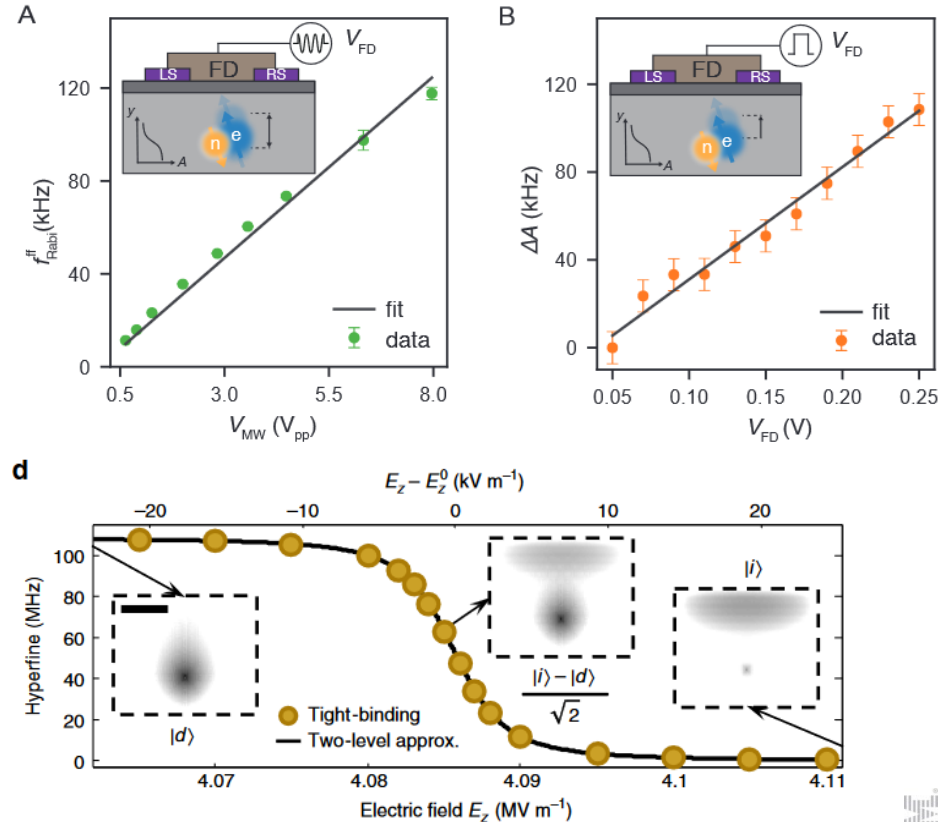 A
V_FD
LS FD RS
y
n e
A
120
80
40
0
f^ff_Rabi (kHz)
fit
data
0.5 3.0 5.5 8.0
V_MW (V_pp)
B
V_FD
LS FD RS
y
n e
A
120
80
40
0
ΔA (kHz)
fit
data
0.05 0.10 0.15 0.20 0.25
V_FD (V)
d
E_z – E_z^0 (kV m⁻¹)
–20 –10 0 10 20
100
80
60
40
20
0
Hyperfine (MHz)
|d⟩
|i⟩ – |d⟩
√2
|i⟩
Tight-binding
Two-level approx.
4.07 4.08 4.09 4.1 4.11
Electric field E_z (MV m⁻¹)